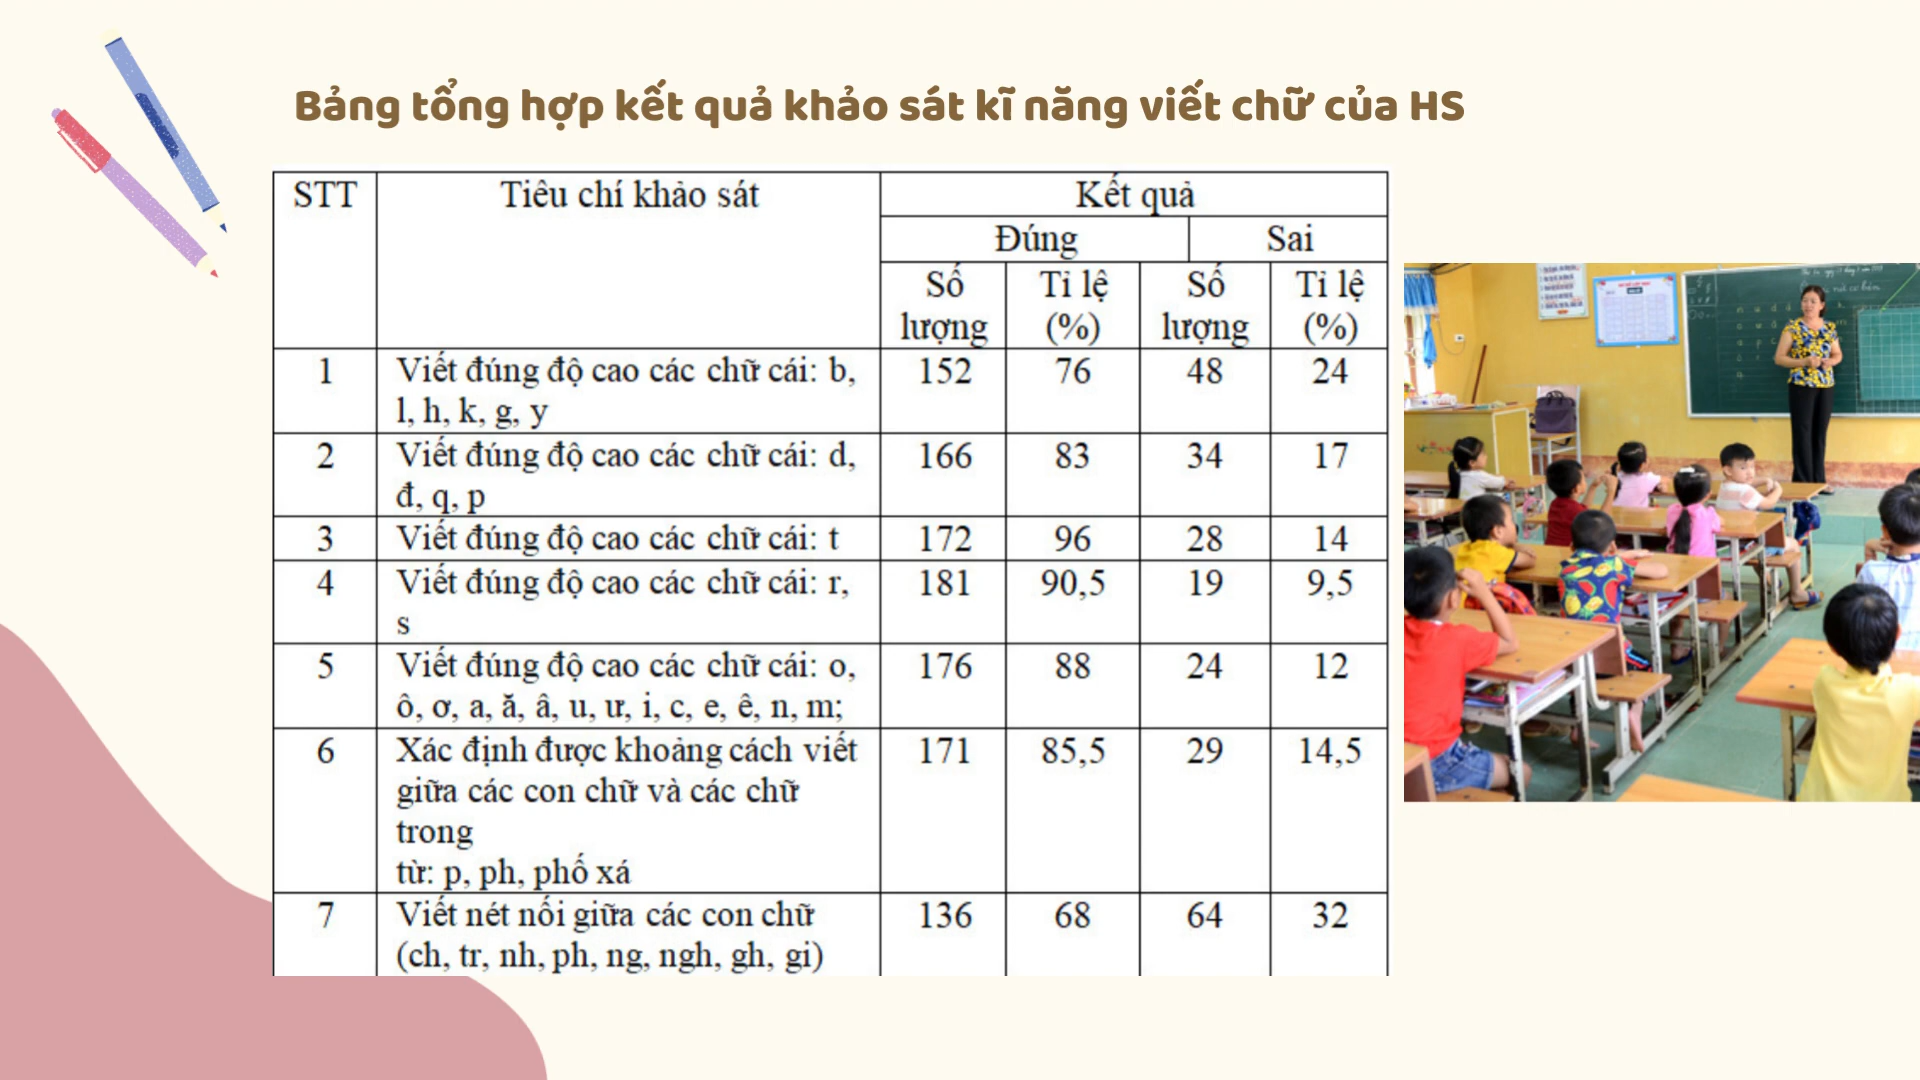 Bảng tổng hợp kết quả khảo sát kĩ năng viết chữ của HS
STT Tiêu chí khảo sát Kết quả
Đúng Sai
Số lượng Tỉ lệ (%) Số lượng Tỉ lệ (%)
1 Viết đúng độ cao các chữ cái: b, 152 76 48 24
l, h, k, g, y
2 Viết đúng độ cao các chữ cái: d, 166 83 34 17
đ, q, p
3 Viết đúng độ cao các chữ cái: t 172 96 28 14
4 Viết đúng độ cao các chữ cái: r, 181 90,5 19 9,5
s
5 Viết đúng độ cao các chữ cái: o, 176 88 24 12
ô, ơ, a, ă, â, u, ư, i, c, e, ê, n, m;
6 Xác định được khoảng cách viết 171 85,5 29 14,5
giữa các con chữ và các chữ
trong
từ: p, ph, phố xá
7 Viết nét nối giữa các con chữ 136 68 64 32
(ch, tr, nh, ph, ng, ngh, gh, gi)